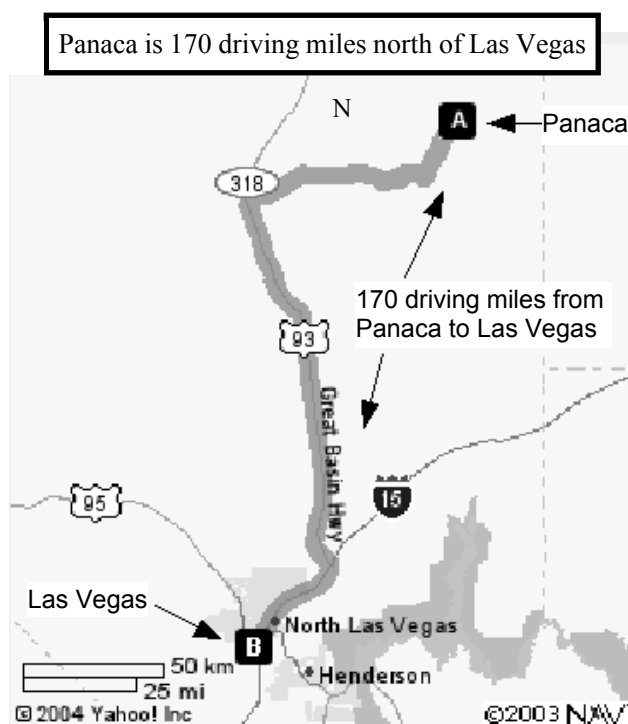 Panaca is 170 driving miles north of Las Vegas
N
A
Panaca
318
170 driving miles from
Panaca to Las Vegas
93
Great Basin Hwy
95
15
Las Vegas
B
North Las Vegas
Henderson
50 km
25 mi
© 2004 Yahoo! Inc
©2003 NAVT